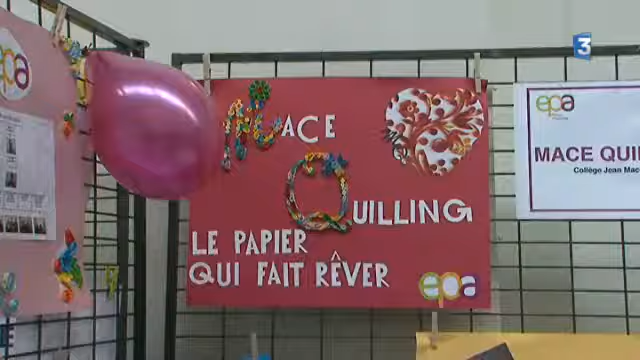 3
epa
MACE
QUILLING
LE PAPIER
QUI FAIT RÊVER
epa
epa
MACE QUI
Collège Jean Mac